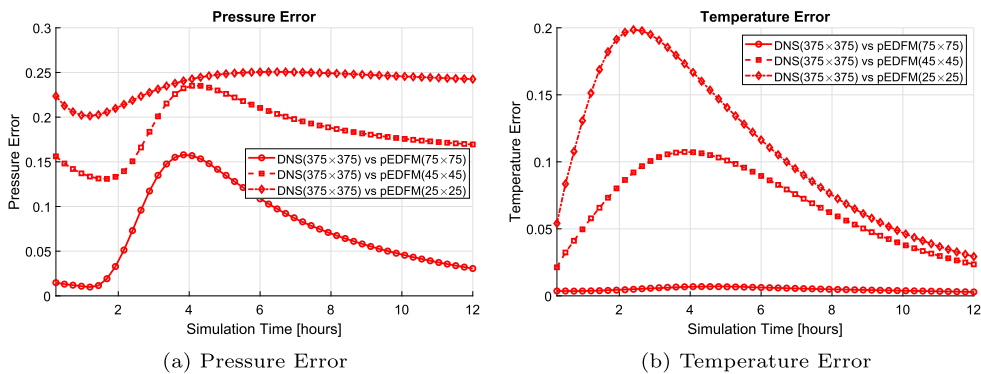 Pressure Error
0.3
0.25
0.2
0.15
0.1
0.05
0
Pressure Error
DNS(375×375) vs pEDFM(75×75)
DNS(375×375) vs pEDFM(45×45)
DNS(375×375) vs pEDFM(25×25)
2 4 6 8 10 12
Simulation Time [hours]
(a) Pressure Error
Temperature Error
0.2
0.15
0.1
0.05
0
Temperature Error
DNS(375×375) vs pEDFM(75×75)
DNS(375×375) vs pEDFM(45×45)
DNS(375×375) vs pEDFM(25×25)
2 4 6 8 10 12
Simulation Time [hours]
(b) Temperature Error